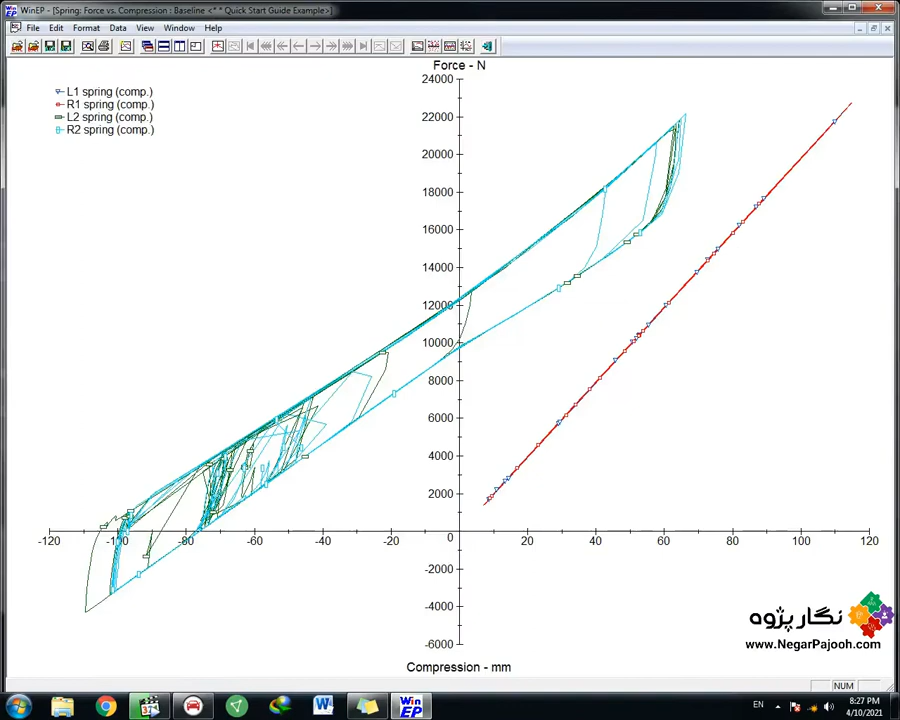 WinEP - [Spring: Force vs. Compression : Baseline <* * Quick Start Guide Example>]
File Edit Format Data View Window Help
Force - N
L1 spring (comp.)
R1 spring (comp.)
L2 spring (comp.)
R2 spring (comp.)
24000
22000
20000
18000
16000
14000
12000
10000
8000
6000
4000
2000
-120 -100 -80 -60 -40 -20 0 20 40 60 80 100 120
-2000
-4000
-6000
Compression - mm
نگار پژوه
www.NegarPajooh.com
NUM
Win EP
EN
8:27 PM
4/10/2021